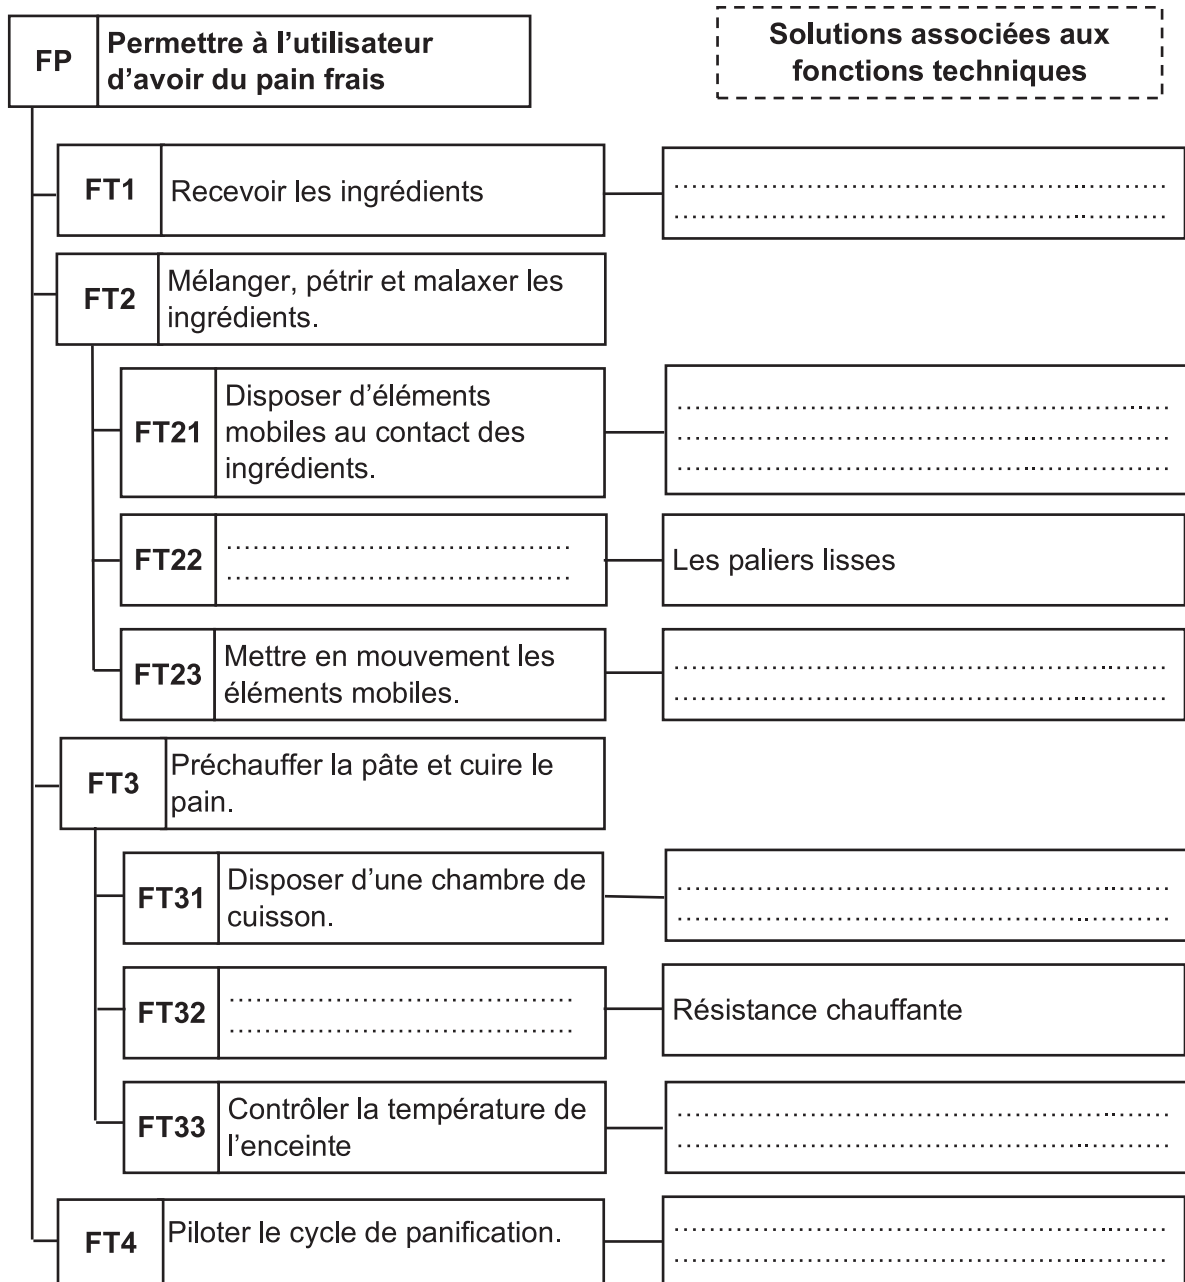 FP
Permettre à l’utilisateur
d’avoir du pain frais
Solutions associées aux
fonctions techniques
FT1
Recevoir les ingrédients
FT2
Mélanger, pétrir et malaxer les
ingrédients.
FT21
Disposer d’éléments
mobiles au contact des
ingrédients.
FT22
Les paliers lisses
FT23
Mettre en mouvement les
éléments mobiles.
FT3
Préchauffer la pâte et cuire le
pain.
FT31
Disposer d’une chambre de
cuisson.
FT32
Résistance chauffante
FT33
Contrôler la température de
l’enceinte
FT4
Piloter le cycle de panification.